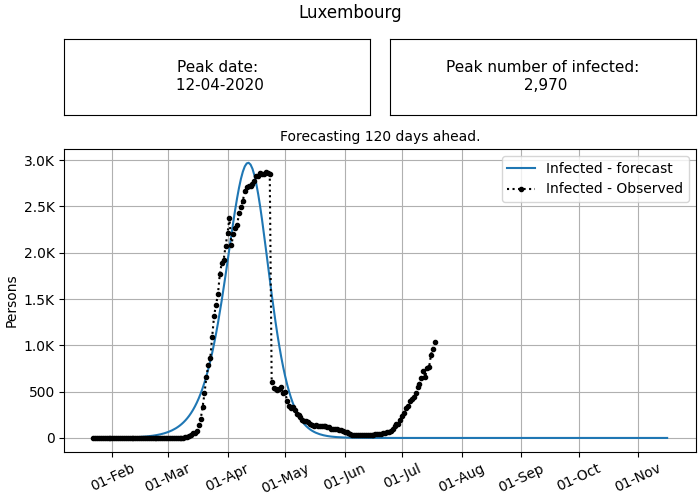 Luxembourg
Peak date:
12-04-2020
Peak number of infected:
2,970
Forecasting 120 days ahead.
Infected - forecast
Infected - Observed
Persons
3.0K
2.5K
2.0K
1.5K
1.0K
500
0
01-Feb
01-Mar
01-Apr
01-May
01-Jun
01-Jul
01-Aug
01-Sep
01-Oct
01-Nov